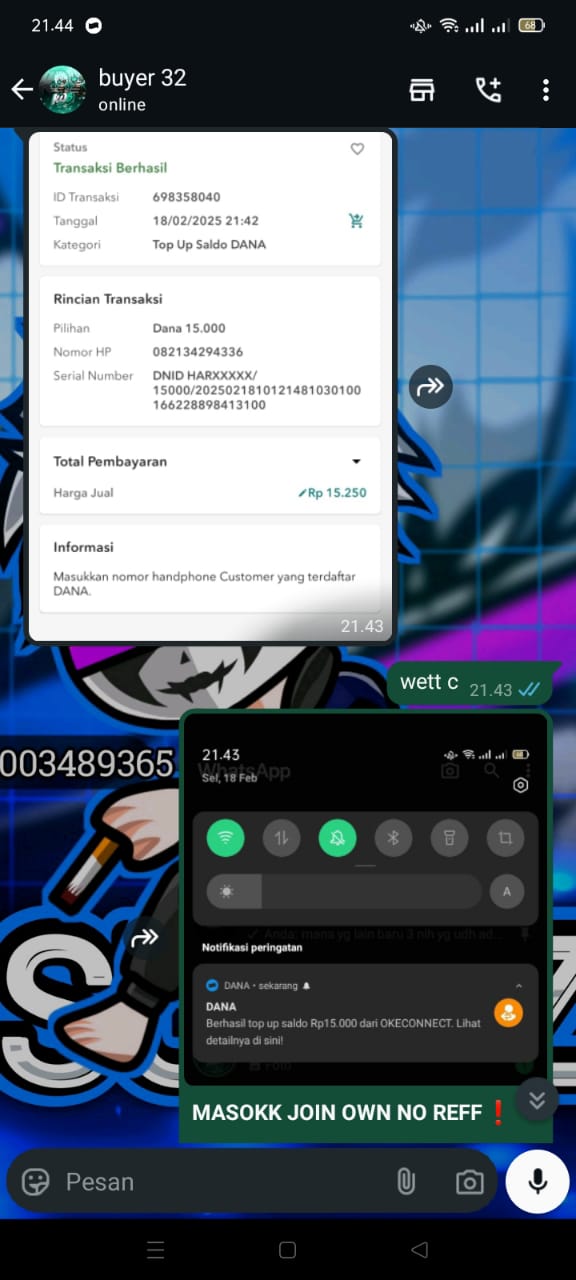 21.44
68
buyer 32
online
Status
Transaksi Berhasil
ID Transaksi 698358040
Tanggal 18/02/2025 21:42
Kategori Top Up Saldo DANA
Rincian Transaksi
Pilihan Dana 15.000
Nomor HP 082134294336
Serial Number DNID HARXXXXX/
15000/2025021810121481030100
166228898413100
Total Pembayaran
Harga Jual Rp 15.250
Informasi
Masukkan nomor handphone Customer yang terdaftar
DANA.
21.43
wett c 21.43
003489365
21.43
WhatsApp
Sel, 18 Feb
A
Anda: mana yg lain baru 3 nih yg udh ad...
Notifikasi peringatan
DANA • sekarang
DANA
Berhasil top up saldo Rp15.000 dari OKECONNECT. Lihat
detailnya di sini!
Foto
MASOKK JOIN OWN NO REFF ❗
Pesan